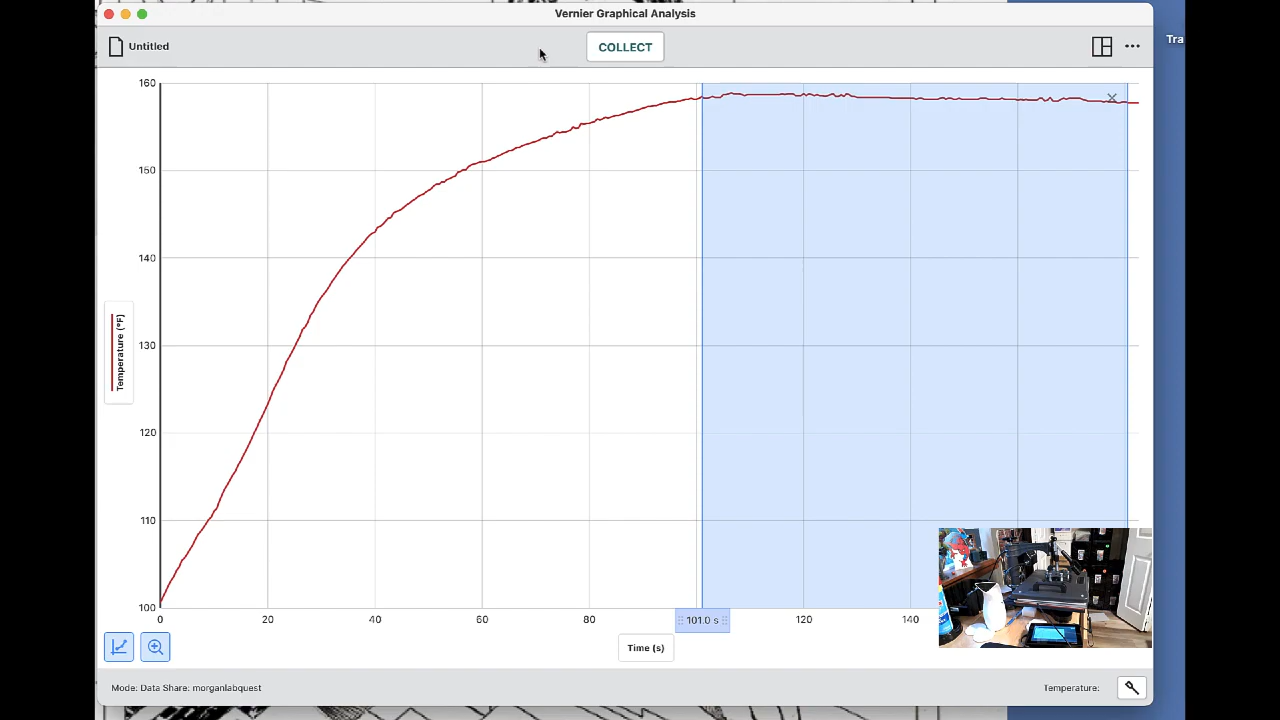 Vernier Graphical Analysis
Untitled
COLLECT
Tra
160
150
140
130
120
110
100
Temperature (°F)
0
20
40
60
80
101.0 s
120
140
Time (s)
Mode: Data Share: morganlabquest
Temperature: